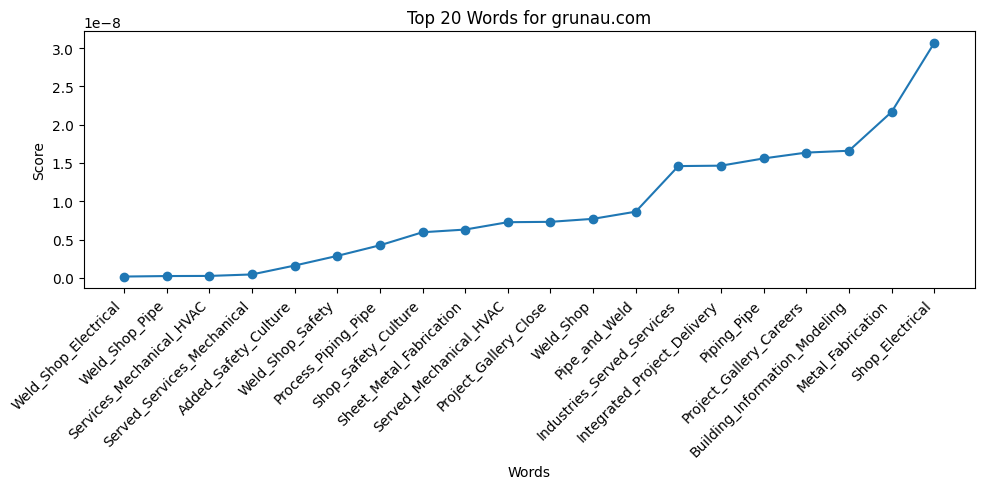 Top 20 Words for grunau.com
1e−8
3.0
2.5
2.0
1.5
1.0
0.5
0.0
Score
Weld_Shop_Electrical
Weld_Shop_Pipe
Services_Mechanical_HVAC
Served_Services_Mechanical
Added_Safety_Culture
Weld_Shop_Safety
Process_Piping_Pipe
Shop_Safety_Culture
Sheet_Metal_Fabrication
Served_Mechanical_HVAC
Project_Gallery_Close
Weld_Shop
Pipe_and_Weld
Industries_Served_Services
Integrated_Project_Delivery
Piping_Pipe
Project_Gallery_Careers
Building_Information_Modeling
Metal_Fabrication
Shop_Electrical
Words